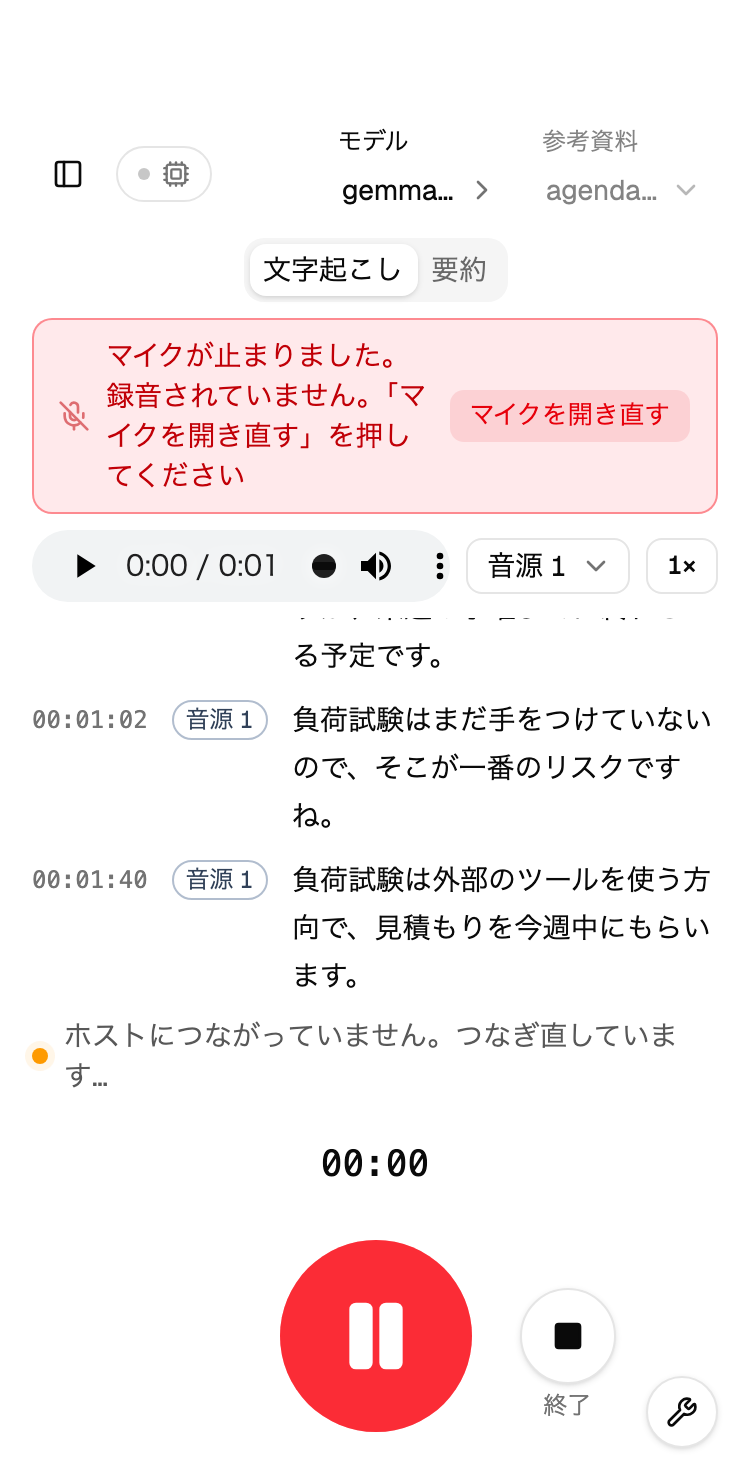 モデル
参考資料
gemma...
agenda...
文字起こし
要約
マイクが止まりました。
録音されていません。「マ
イクを開き直す」を押し
てください
マイクを開き直す
0:00 / 0:01
音源 1
1×
る予定です。
00:01:02
音源 1
負荷試験はまだ手をつけていない
ので、そこが一番のリスクです
ね。
00:01:40
音源 1
負荷試験は外部のツールを使う方
向で、見積もりを今週中にもらい
ます。
ホストにつながっていません。つなぎ直していま
す...
00:00
終了